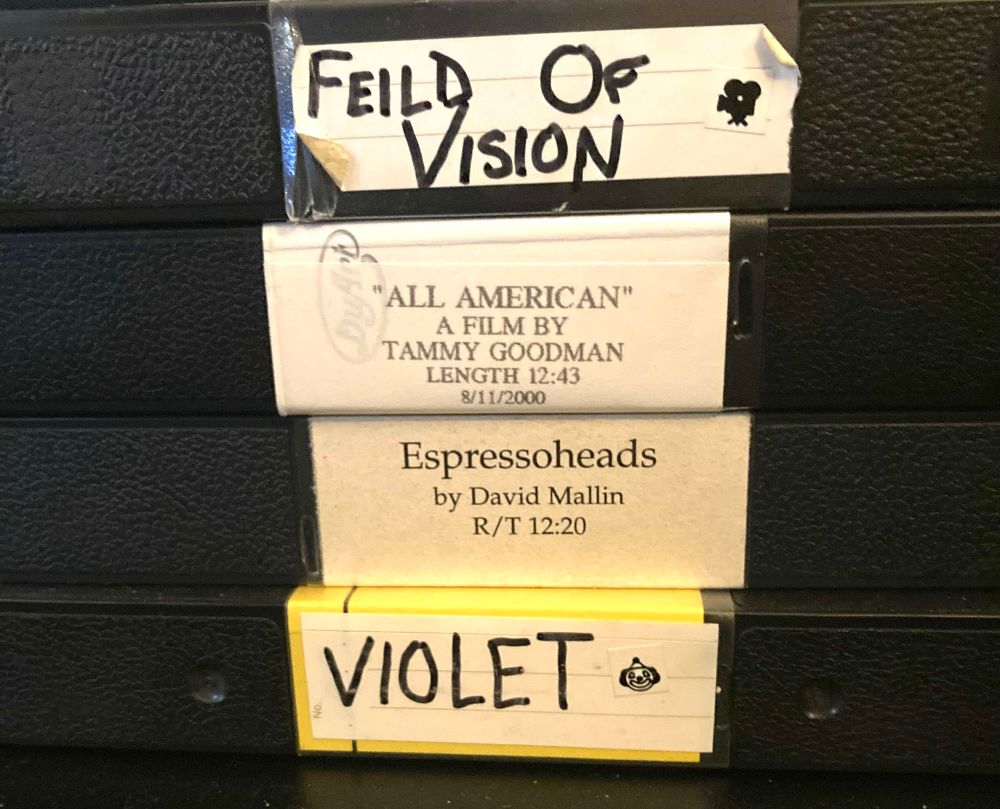 FEILD OF
VISION
"ALL AMERICAN"
A FILM BY
TAMMY GOODMAN
LENGTH 12:43
8/11/2000
Espressoheads
by David Mallin
R/T 12:20
VIOLET
No.